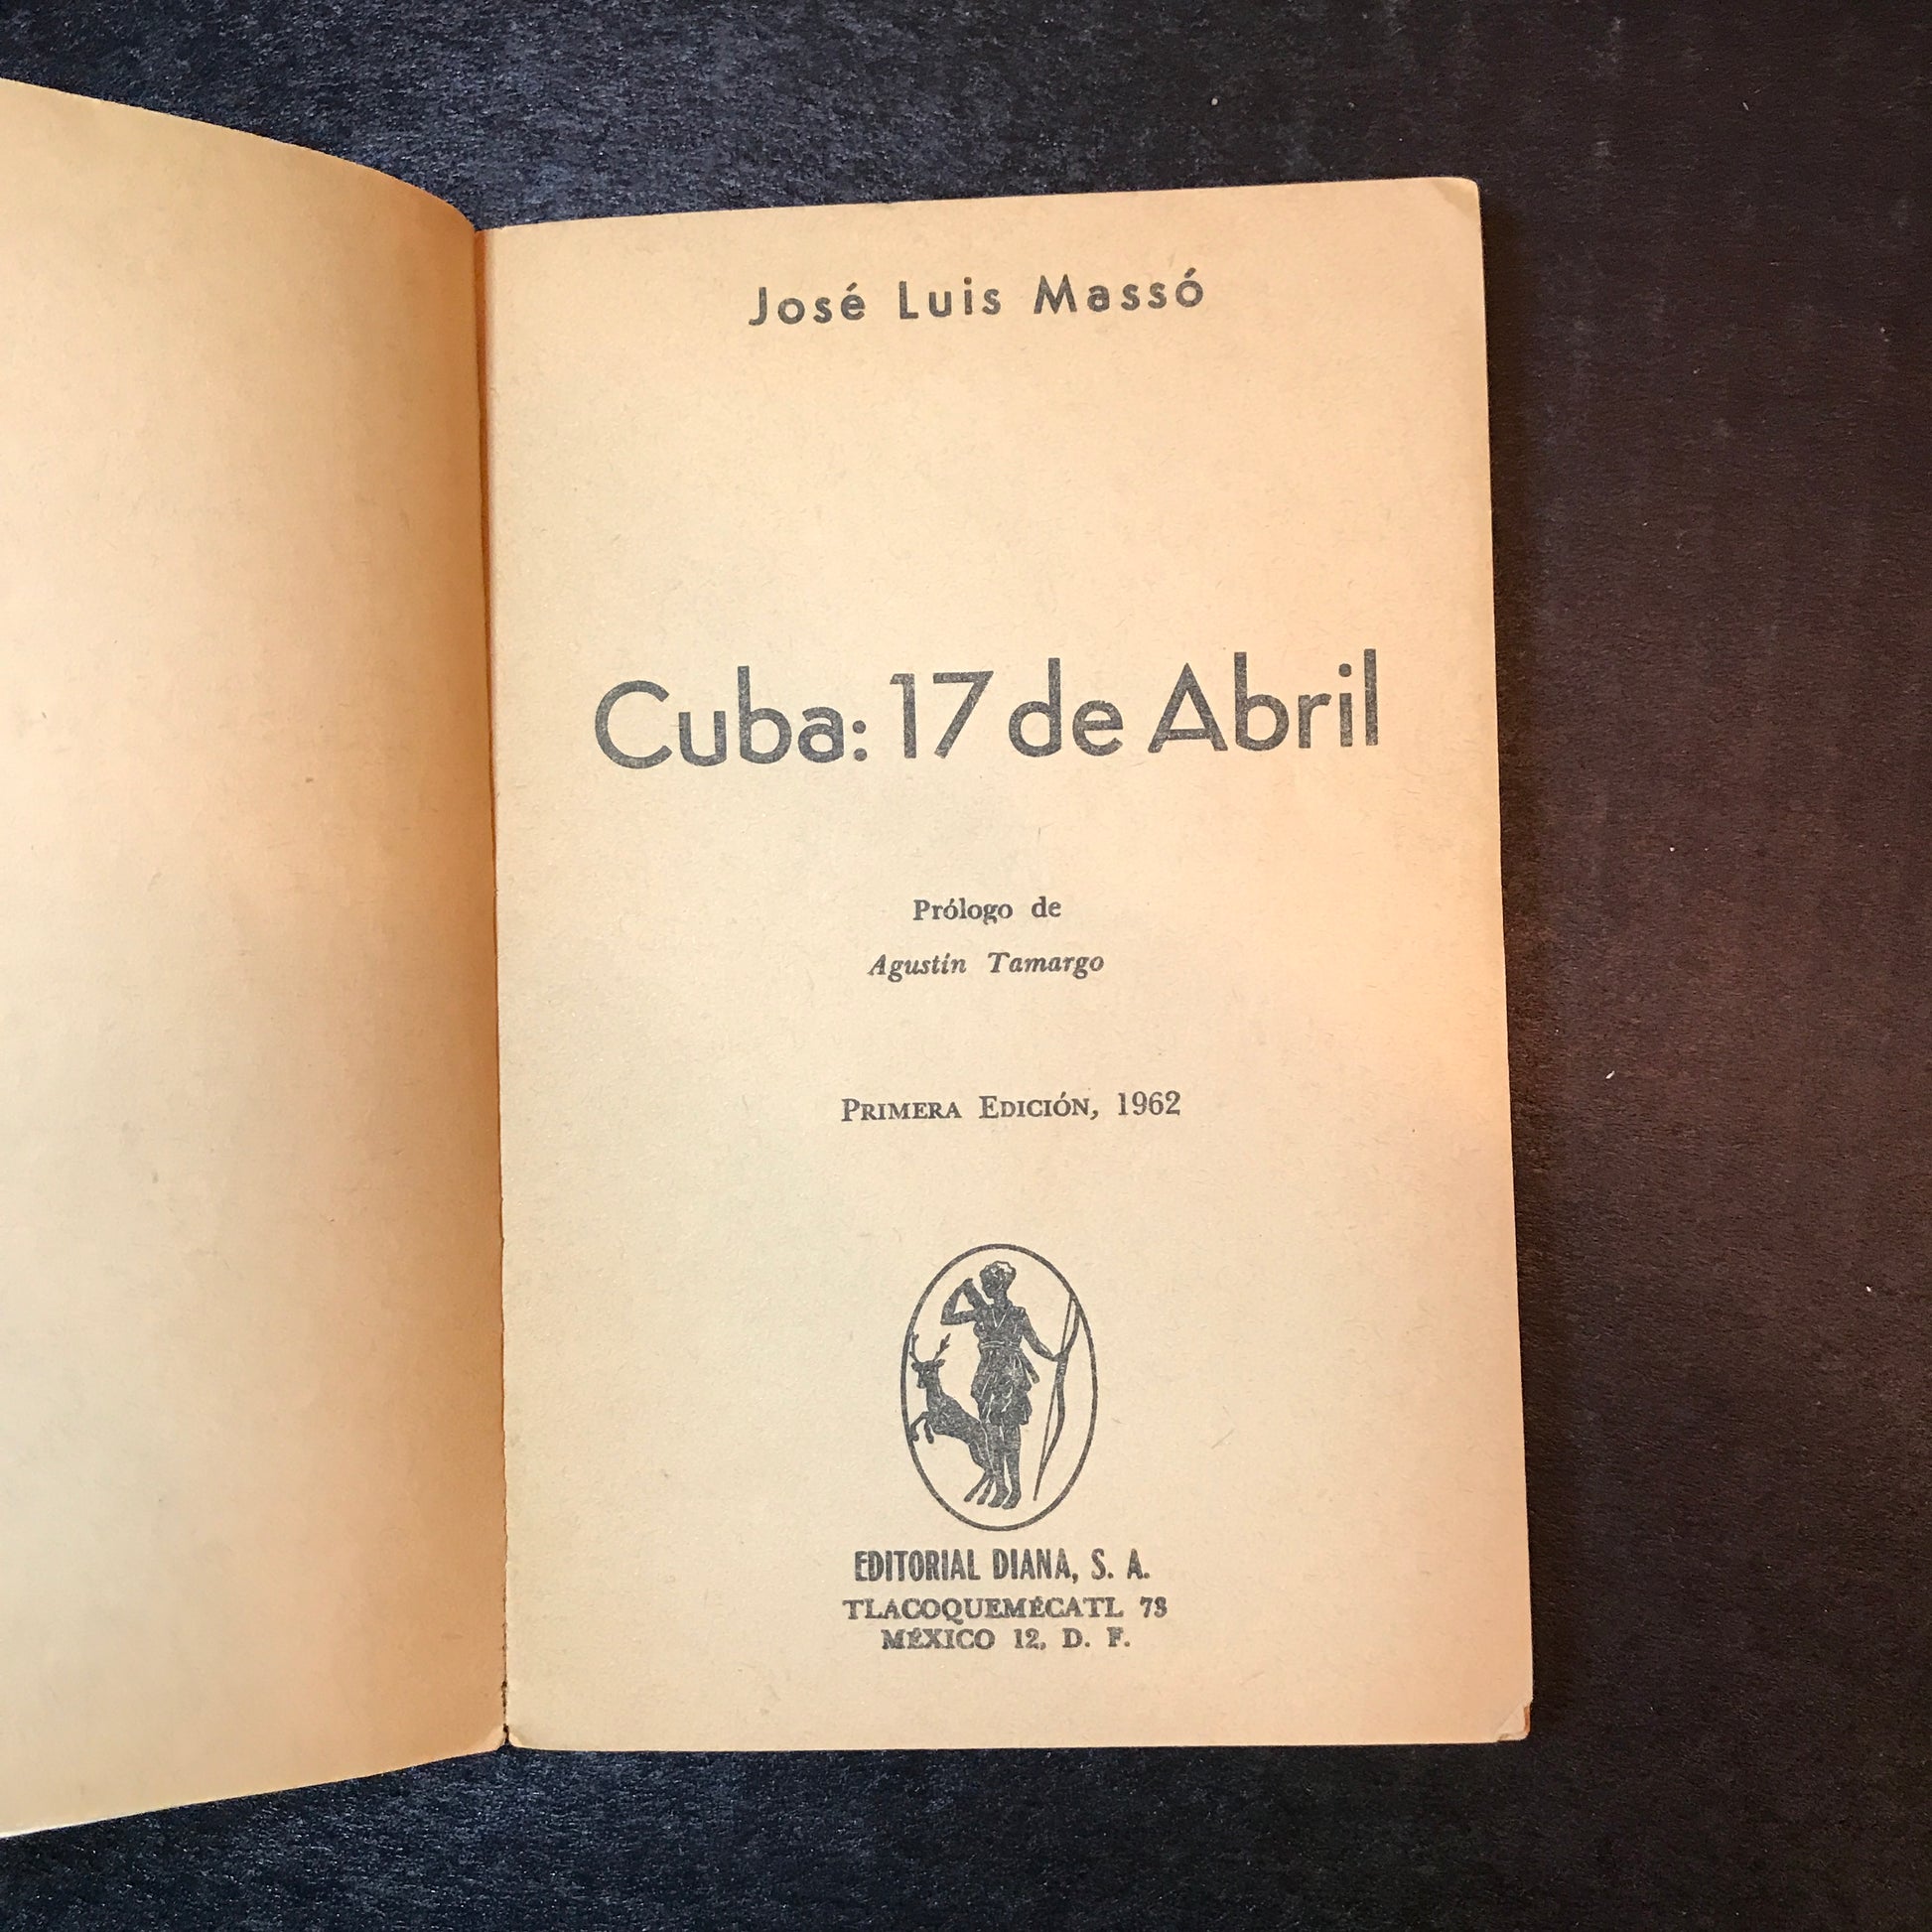 José Luis Massó
Cuba: 17 de Abril
Prólogo de
Agustín Tamargo
PRIMERA EDICIÓN, 1962
EDITORIAL DIANA, S. A.
TLACOQUEMÉCATL 73
MÉXICO 12, D. F.